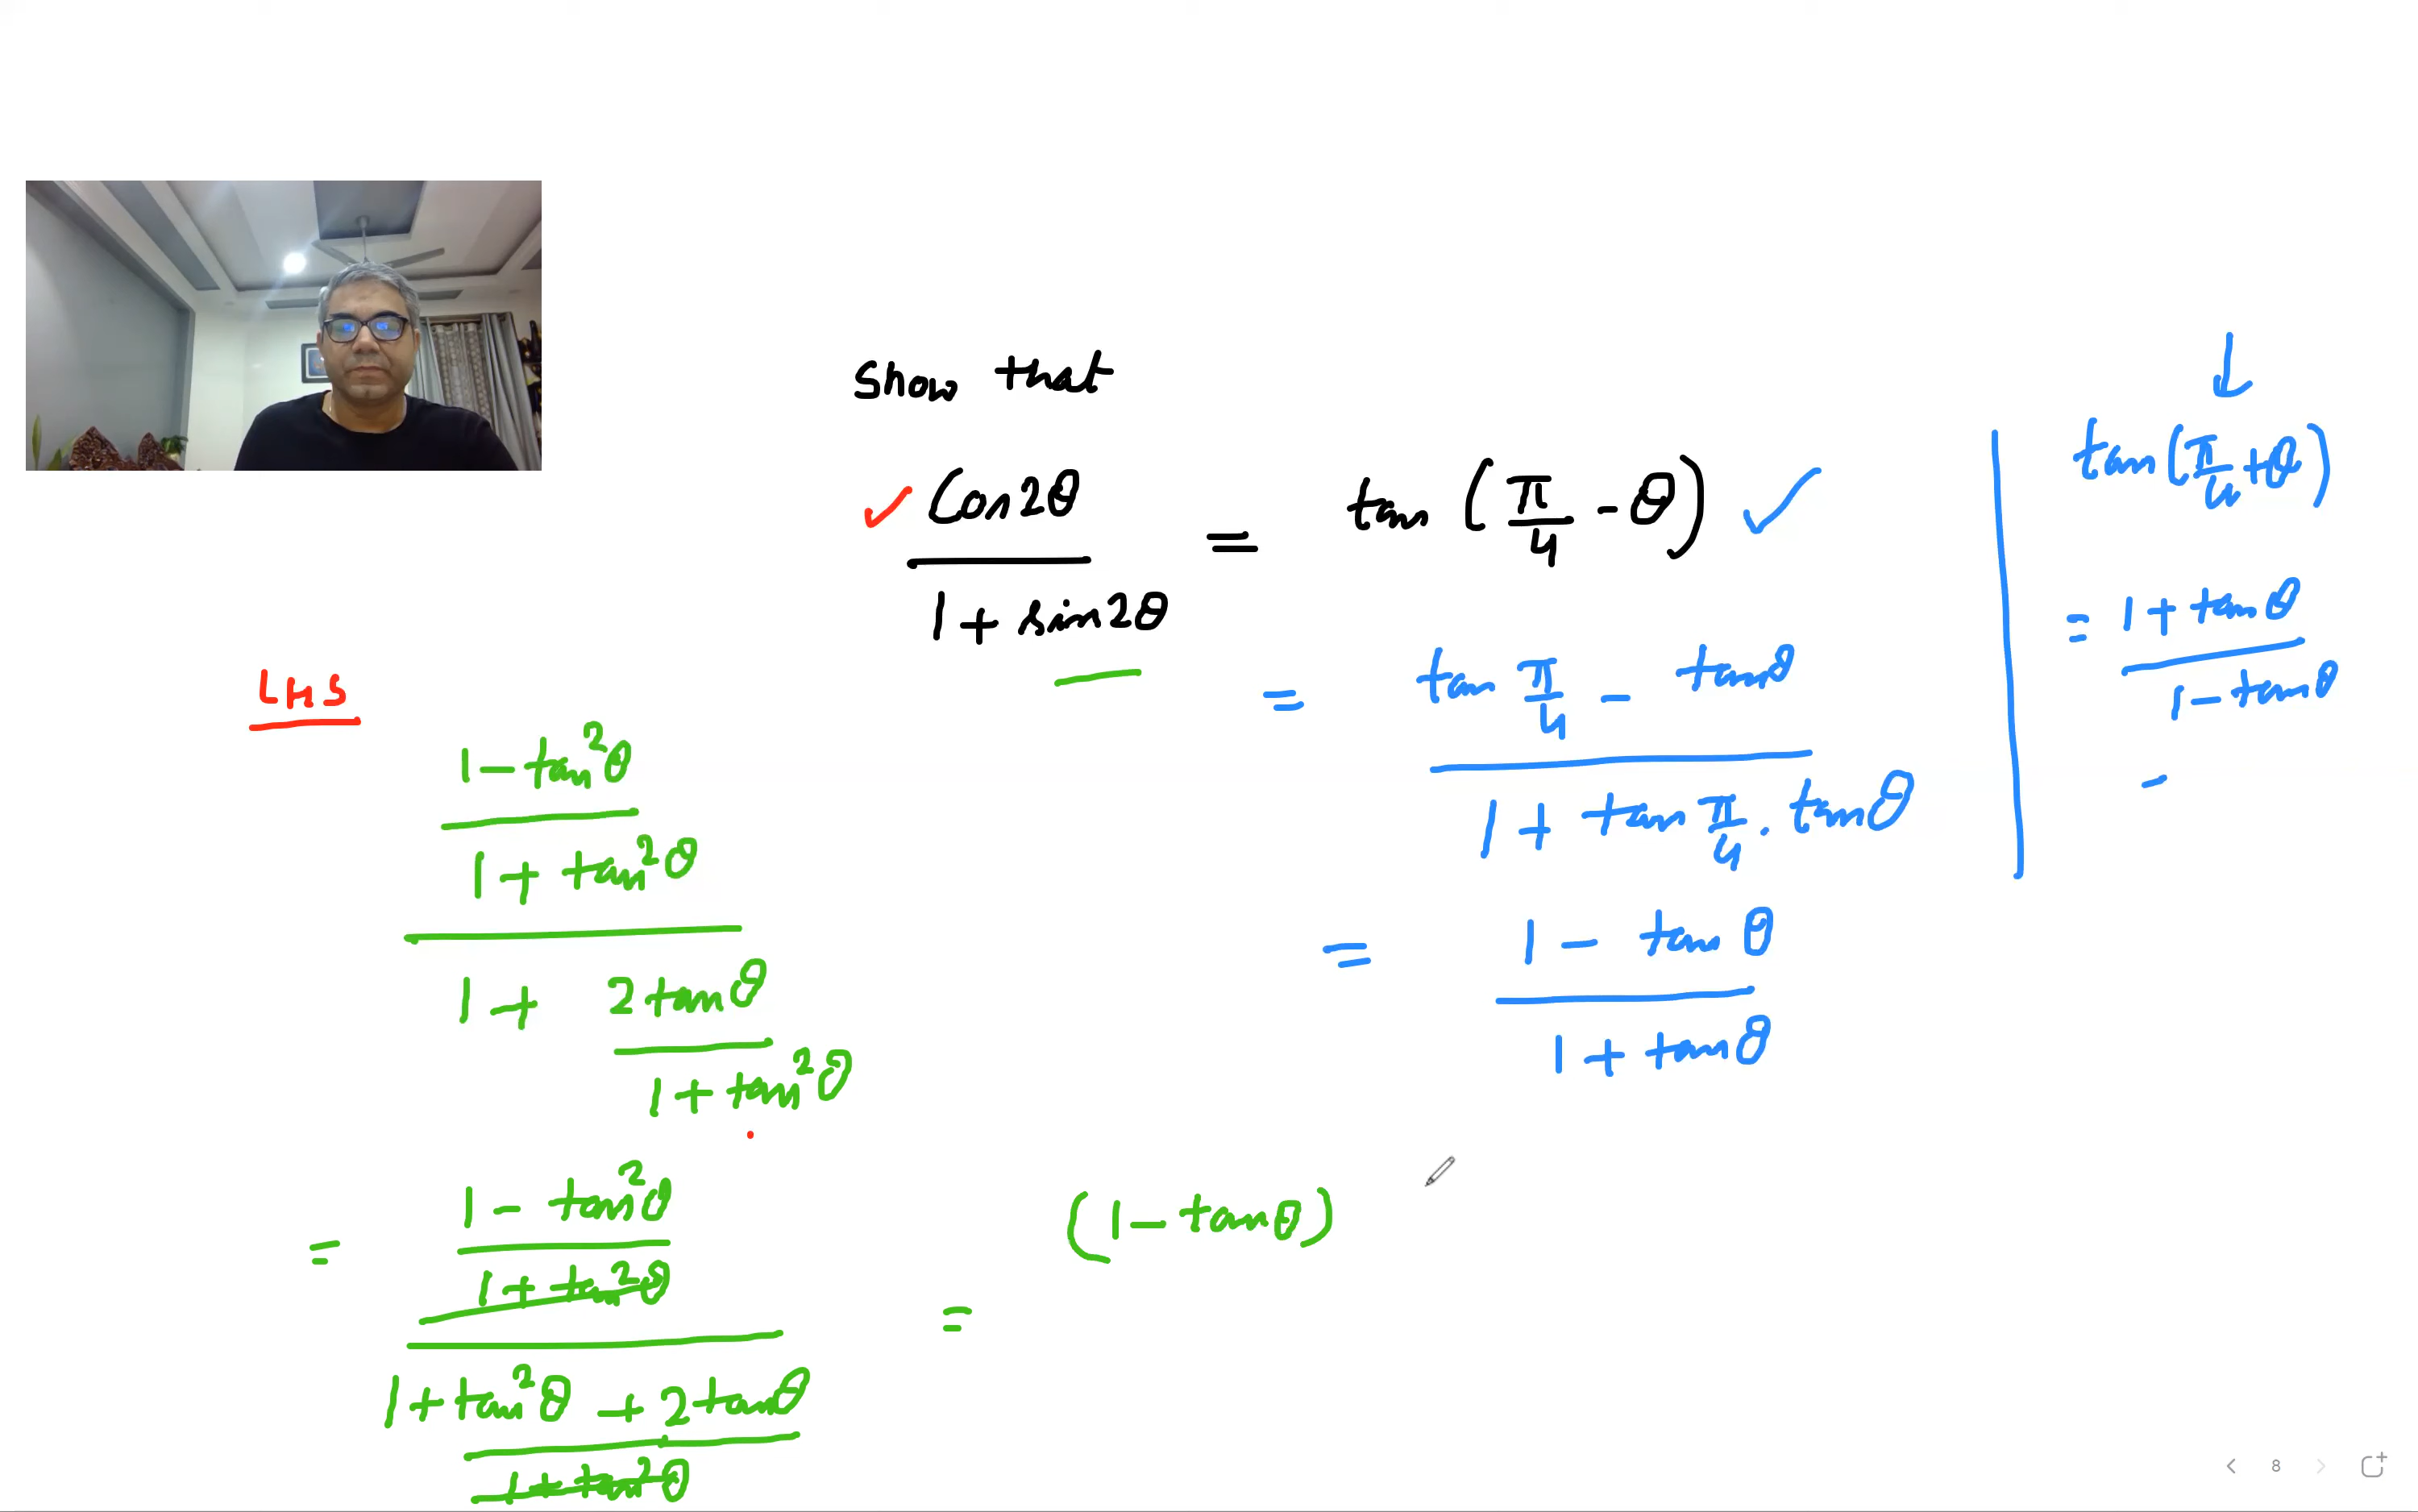 show that
cos2θ / (1 + sin2θ) = tan (π/4 - θ)
= (tan π/4 - tanθ) / (1 + tan π/4 . tanθ)
= (1 - tanθ) / (1 + tanθ)
tan(π/4 + θ)
= (1 + tanθ) / (1 - tanθ)
=
LHS
((1 - tan²θ) / (1 + tan²θ)) / (1 + 2tanθ / (1 + tan²θ))
= ((1 - tan²θ) / (1 + tan²θ)) / ((1 + tan²θ + 2tanθ) / (1 + tan²θ))
= (1 - tanθ)
8